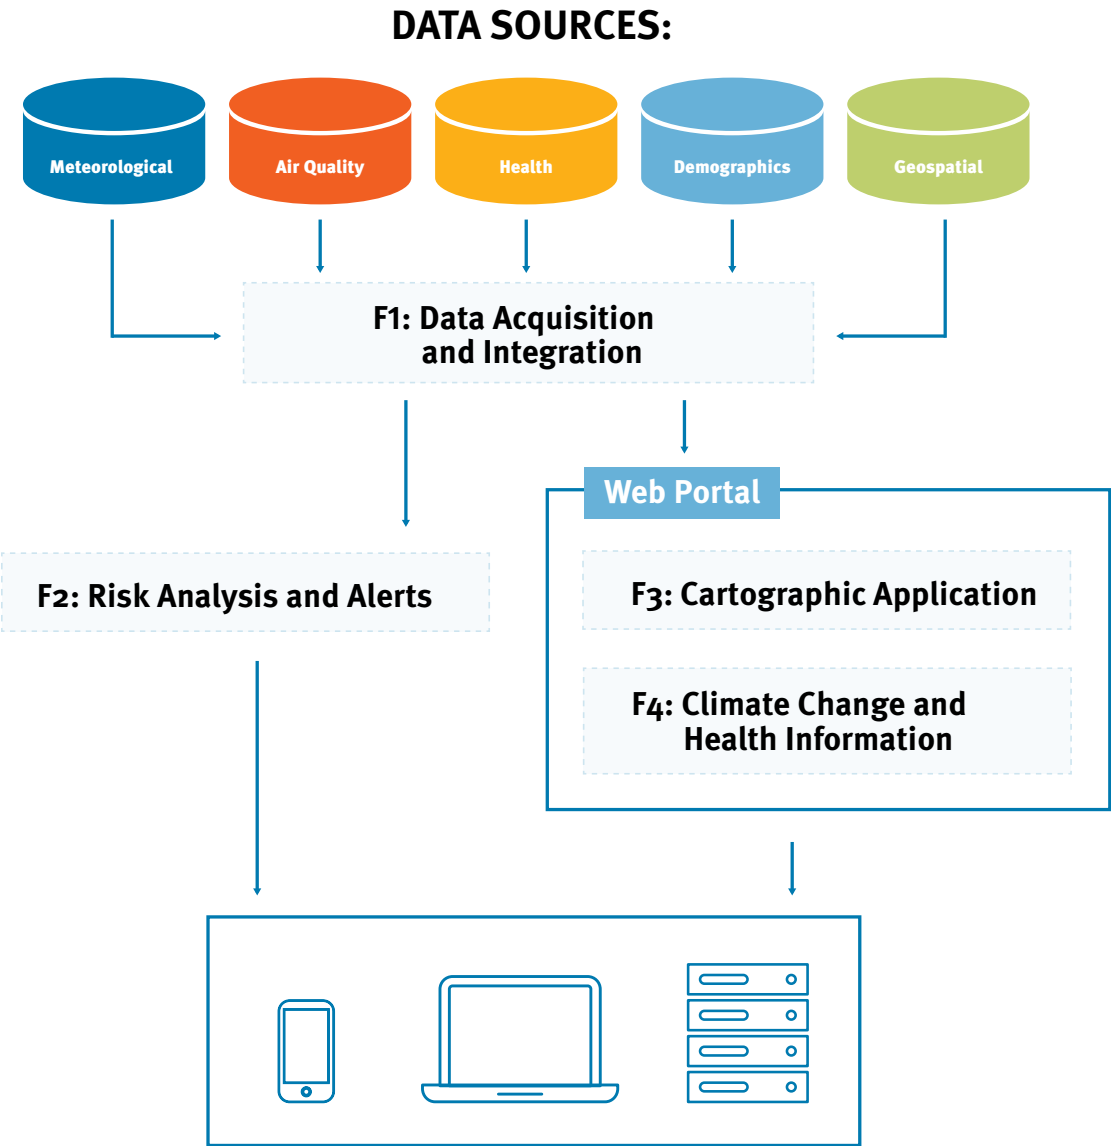 DATA SOURCES:
Meteorological
Air Quality
Health
Demographics
Geospatial
F1: Data Acquisition
and Integration
Web Portal
F2: Risk Analysis and Alerts
F3: Cartographic Application
F4: Climate Change and
Health Information